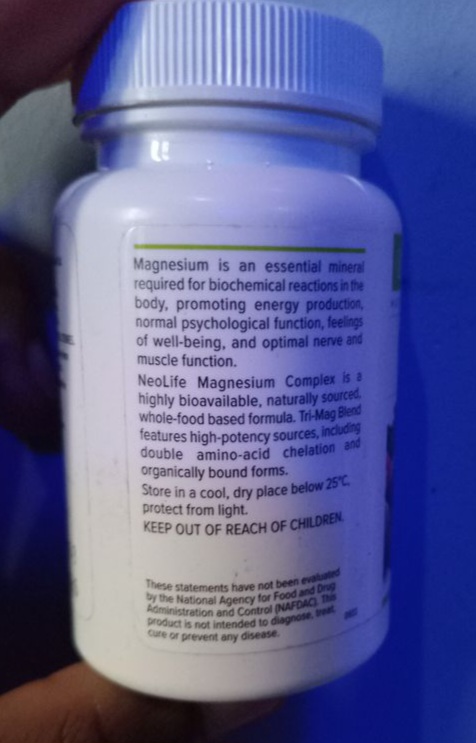 Magnesium is an essential mineral
required for biochemical reactions in the
body, promoting energy production,
normal psychological function, feelings
of well-being, and optimal nerve and
muscle function.
NeoLife Magnesium Complex is a
highly bioavailable, naturally sourced,
whole-food based formula. Tri-Mag Blend
features high-potency sources, including
double amino-acid chelation and
organically bound forms.
Store in a cool, dry place below 25°C,
protect from light.
KEEP OUT OF REACH OF CHILDREN.
These statements have not been evaluated
by the National Agency for Food and Drug
Administration and Control (NAFDAC). This
product is not intended to diagnose, treat,
cure or prevent any disease.